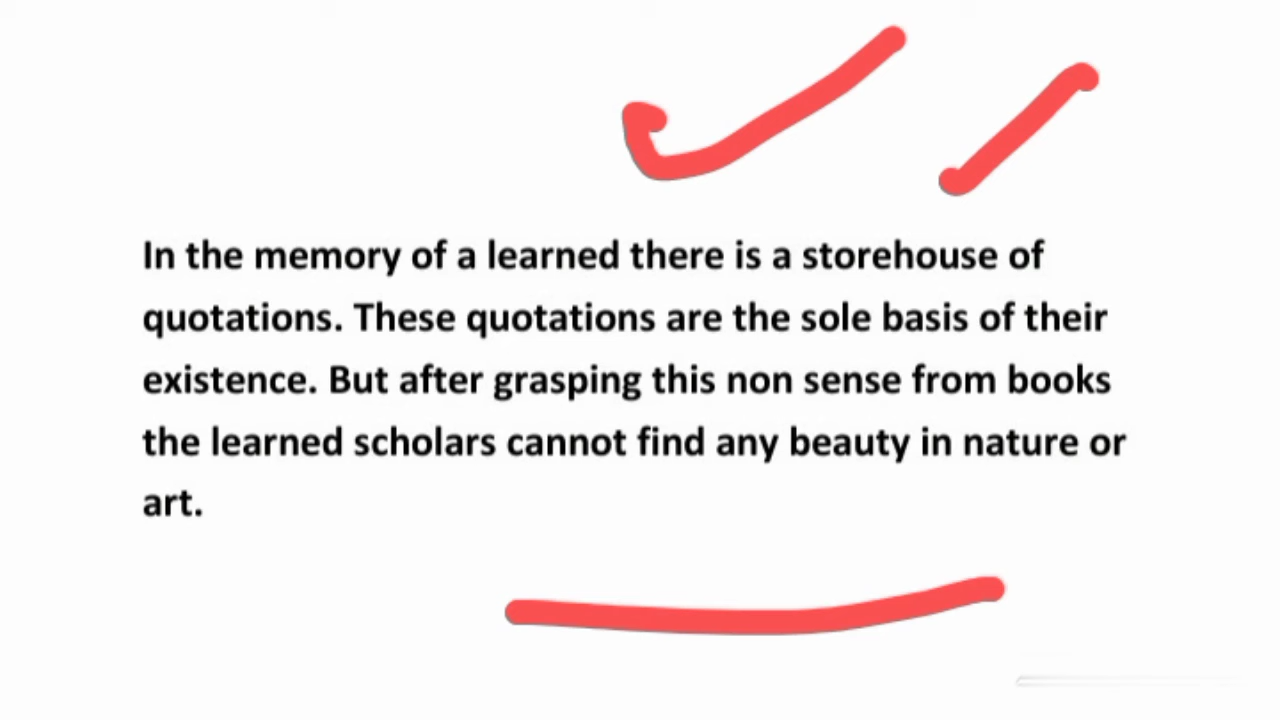 In the memory of a learned there is a storehouse of
quotations. These quotations are the sole basis of their
existence. But after grasping this non sense from books
the learned scholars cannot find any beauty in nature or
art.